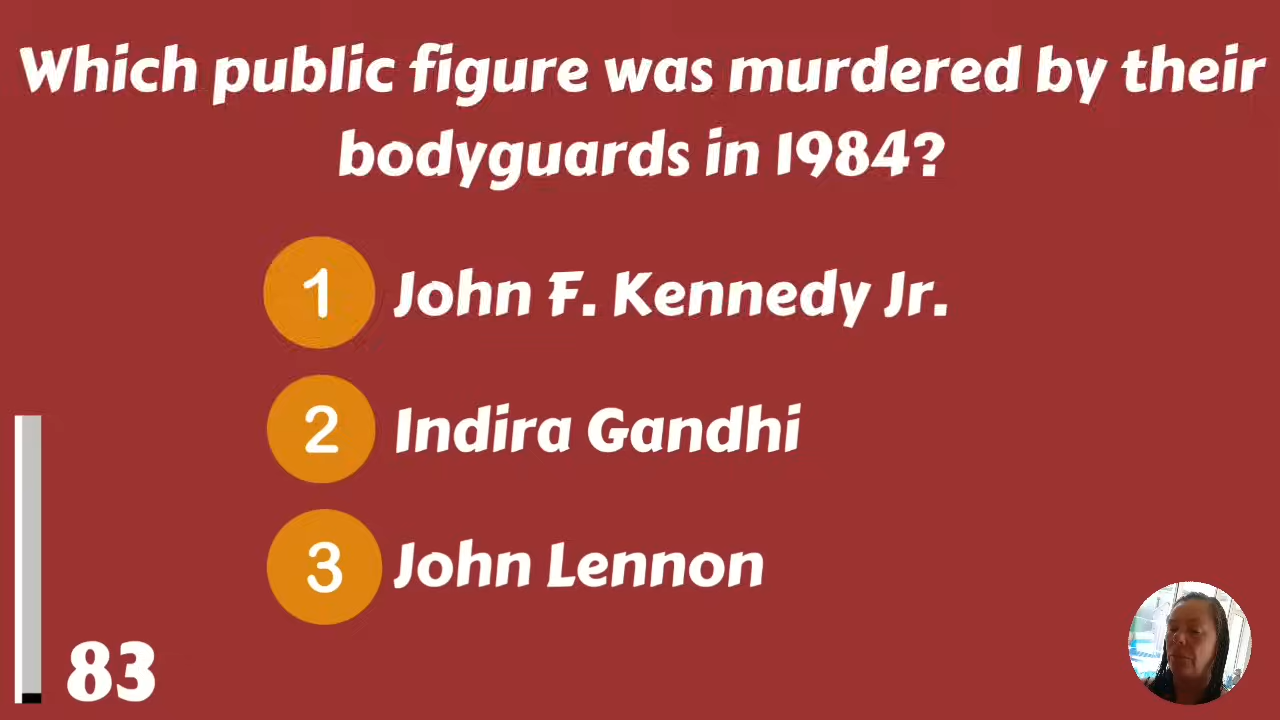 Which public figure was murdered by their
bodyguards in 1984?
1 John F. Kennedy Jr.
2 Indira Gandhi
3 John Lennon
83